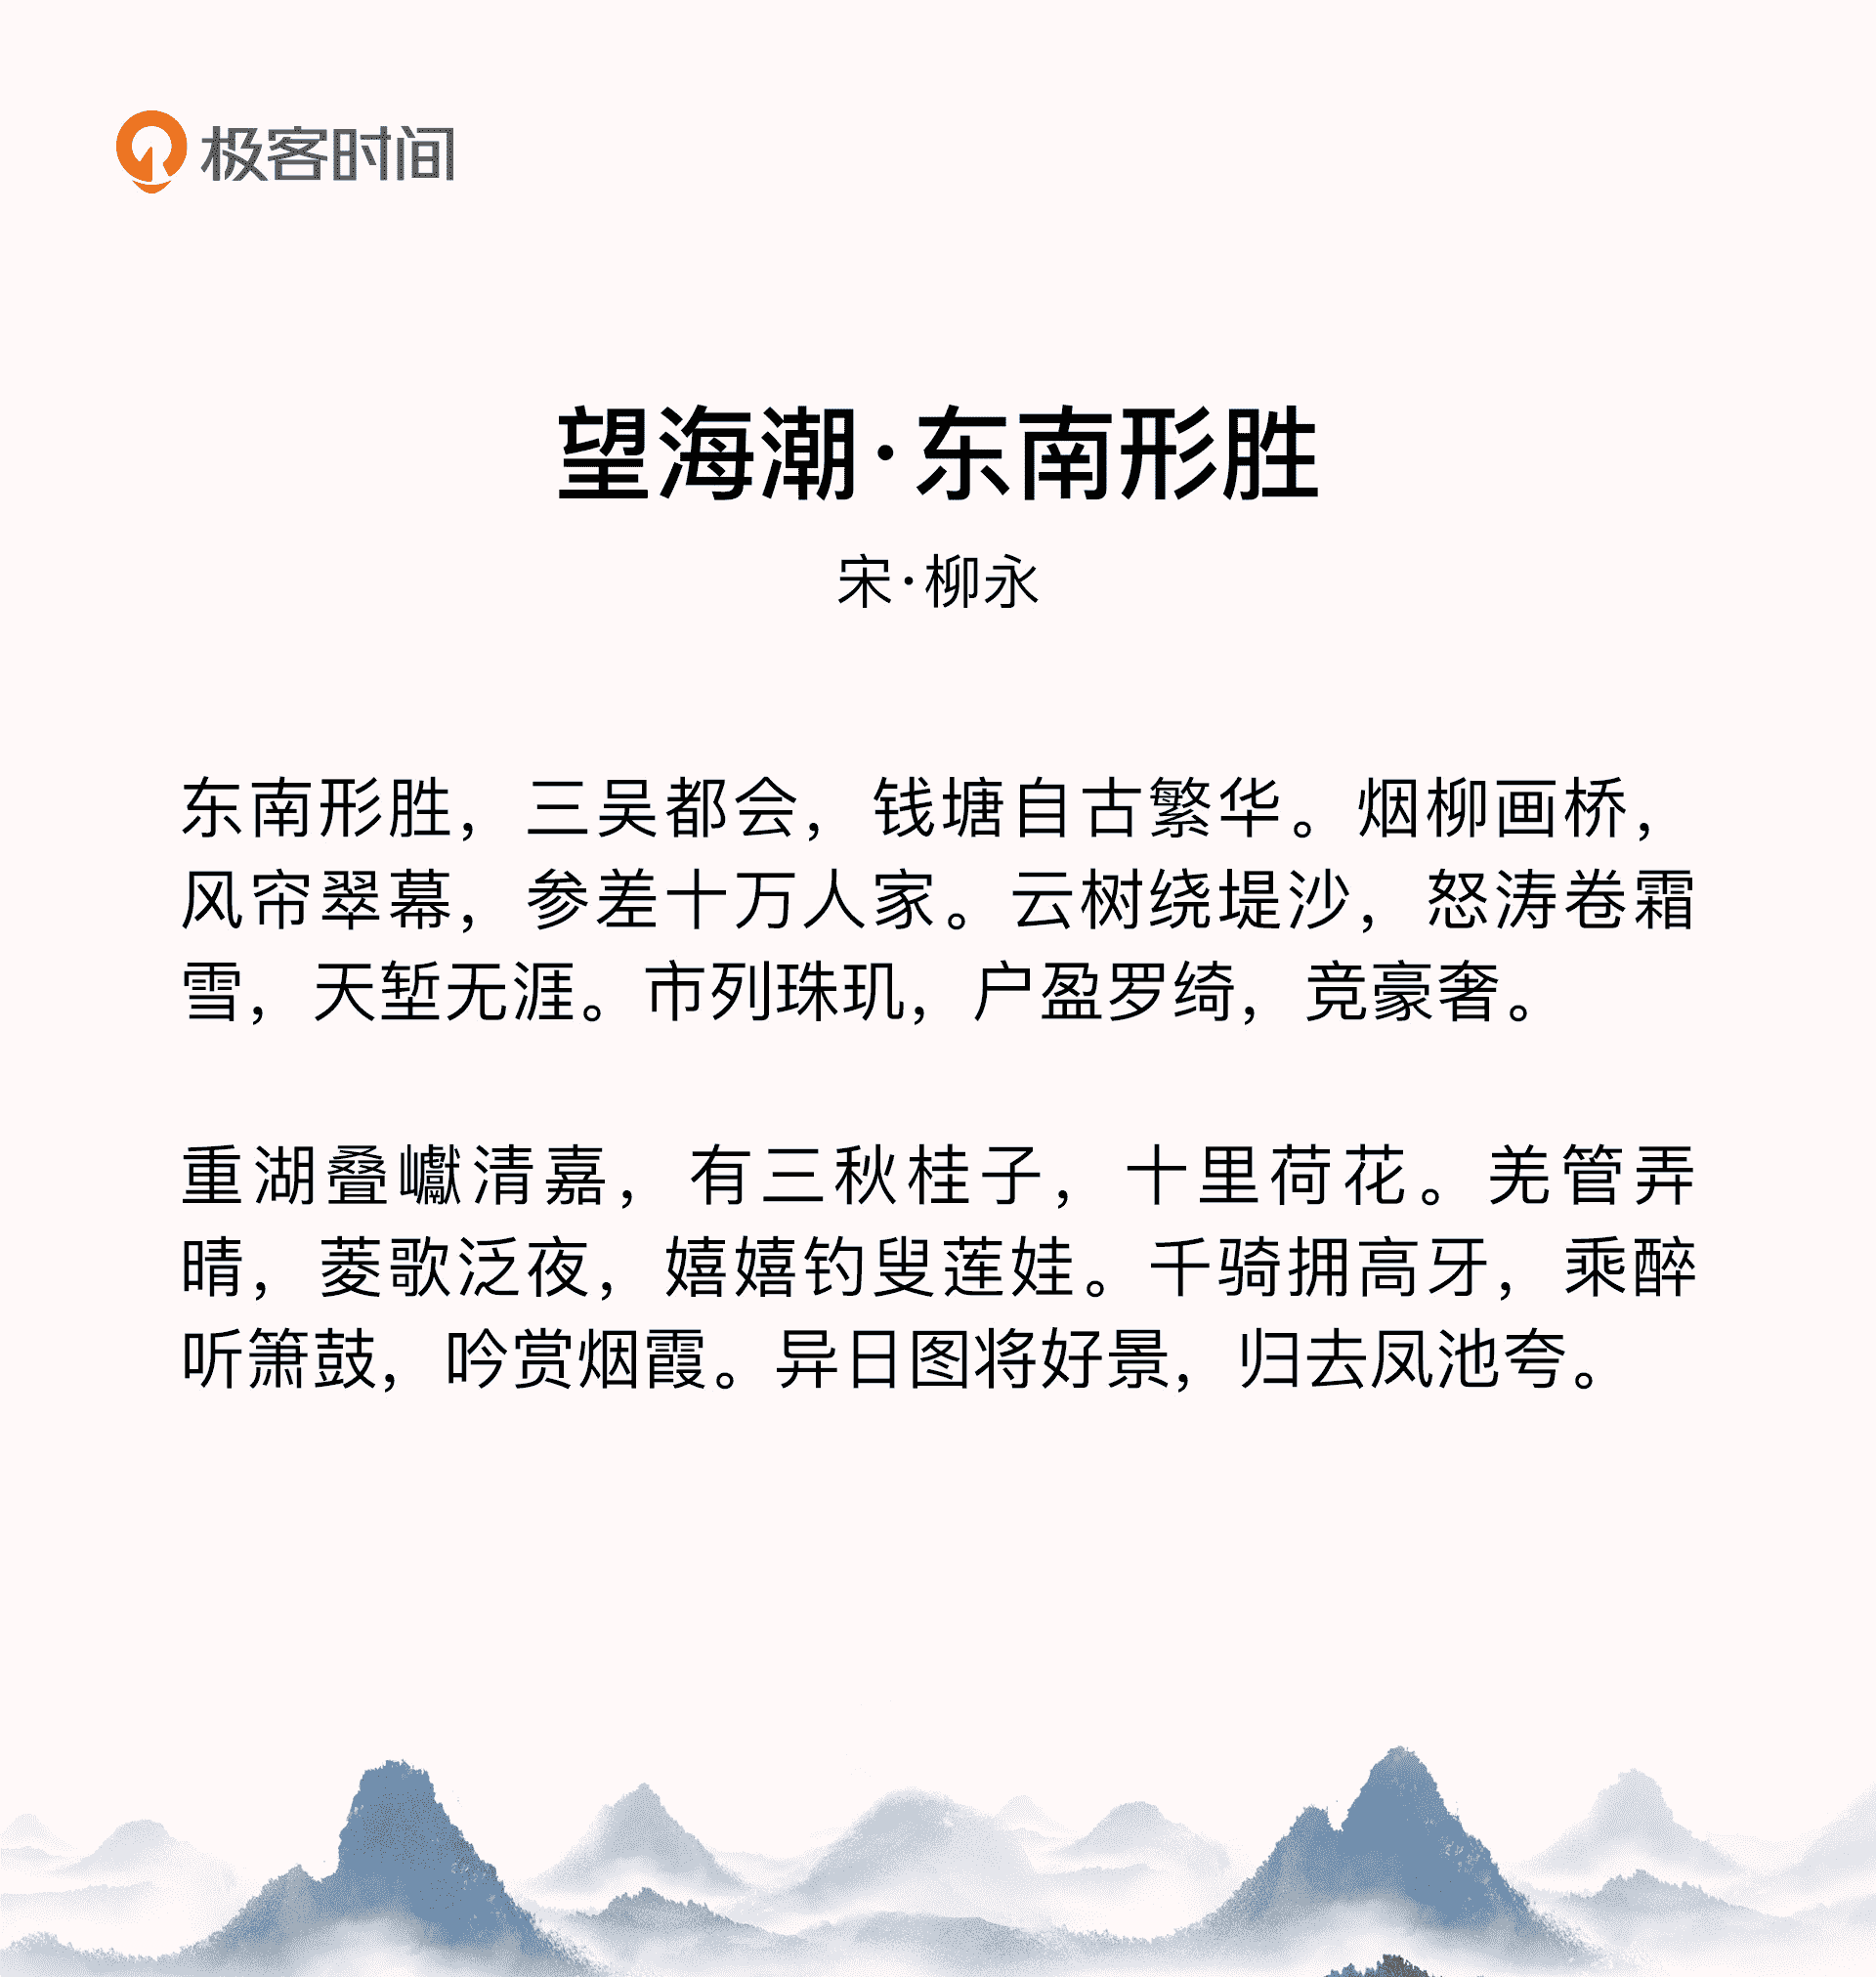 极客时间
望海潮·东南形胜
宋·柳永
东南形胜，三吴都会，钱塘自古繁华。烟柳画桥，
风帘翠幕，参差十万人家。云树绕堤沙，怒涛卷霜
雪，天堑无涯。市列珠玑，户盈罗绮，竞豪奢。
重湖叠巘清嘉，有三秋桂子，十里荷花。羌管弄
晴，菱歌泛夜，嬉嬉钓叟莲娃。千骑拥高牙，乘醉
听箫鼓，吟赏烟霞。异日图将好景，归去凤池夸。